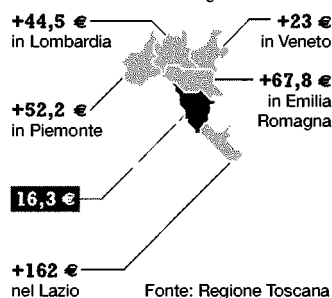 +44,5 €
in Lombardia
+23 €
in Veneto
+52,2 €
in Piemonte
+67,8 €
in Emilia
Romagna
16,3 €
+162 €
nel Lazio
Fonte: Regione Toscana